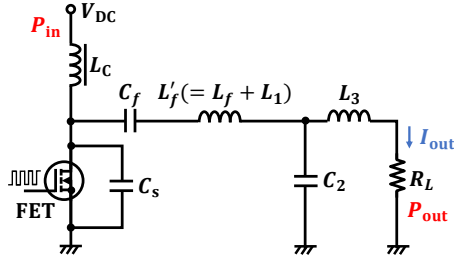 V_DC
P_in
L_C
C_f
L'_f(= L_f + L_1)
L_3
I_out
FET
C_s
C_2
R_L
P_out